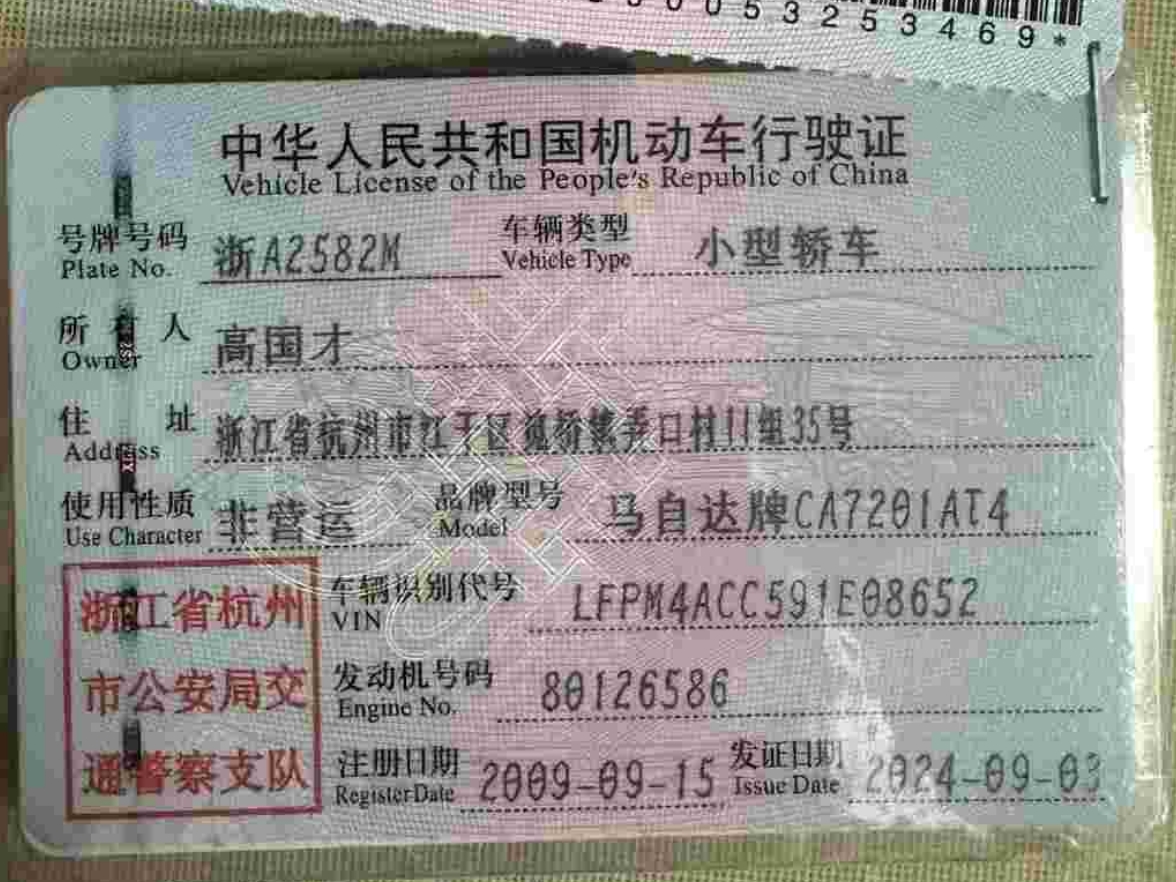 53253469*
中华人民共和国机动车行驶证
Vehicle License of the People's Republic of China
号牌号码 浙A2582M 车辆类型 小型轿车
Plate No. Vehicle Type
所有人 高国才
Owner
住址 浙江省杭州市江干区 弄口村11组35号
Address
使用性质 非营运 品牌型号 马自达牌CA7201AT4
Use Character Model
浙江省杭州 车辆识别代号 LFPM4ACC591E08652
VIN
市公安局交 发动机号码 80126586
Engine No.
通警察支队 注册日期 2009-09-15 发证日期 2024-09-03
Register Date Issue Date